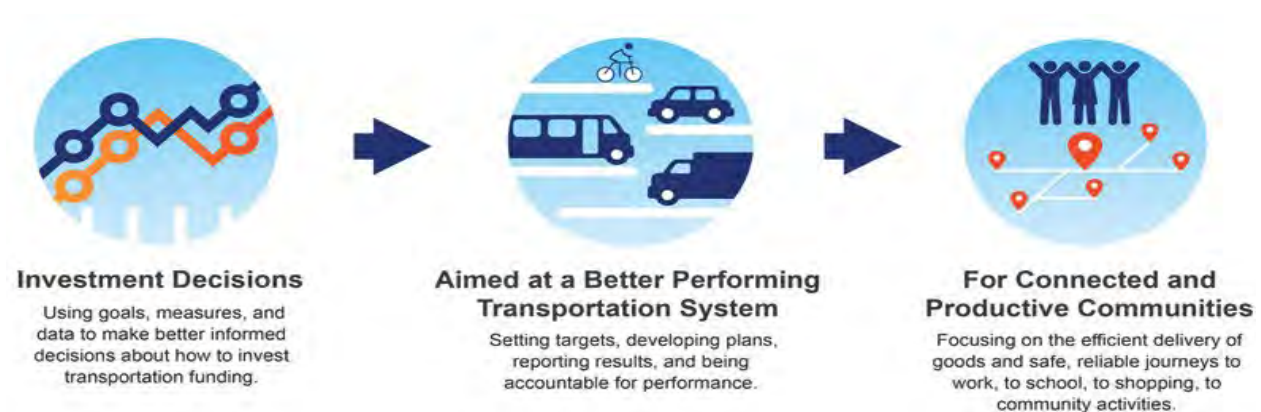 Investment Decisions
Using goals, measures, and
data to make better informed
decisions about how to invest
transportation funding.
Aimed at a Better Performing
Transportation System
Setting targets, developing plans,
reporting results, and being
accountable for performance.
For Connected and
Productive Communities
Focusing on the efficient delivery of
goods and safe, reliable journeys to
work, to school, to shopping, to
community activities.